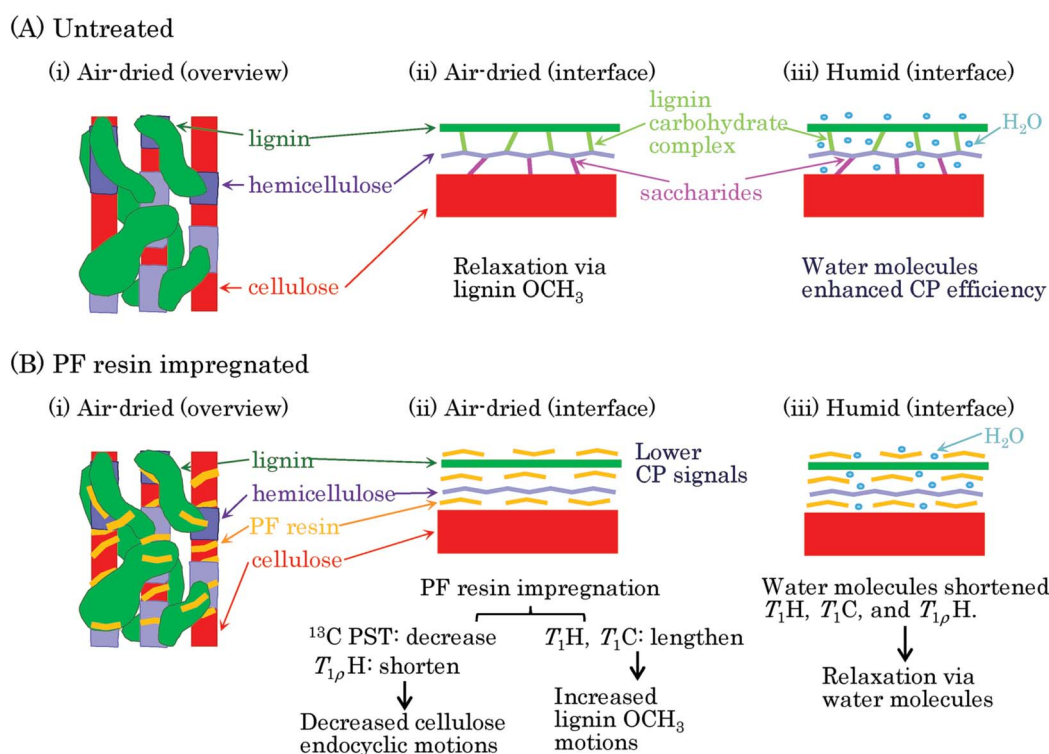 (A) Untreated
(i) Air-dried (overview)
(ii) Air-dried (interface)
(iii) Humid (interface)
lignin
hemicellulose
cellulose
lignin
carbohydrate
complex
saccharides
H₂O
Relaxation via
lignin OCH₃
Water molecules
enhanced CP efficiency
(B) PF resin impregnated
(i) Air-dried (overview)
(ii) Air-dried (interface)
(iii) Humid (interface)
lignin
hemicellulose
PF resin
cellulose
Lower
CP signals
H₂O
PF resin impregnation
¹³C PST: decrease
T₁ᵨH: shorten
Decreased cellulose
endocyclic motions
T₁H, T₁C: lengthen
Increased
lignin OCH₃
motions
Water molecules shortened
T₁H, T₁C, and T₁ᵨH.
Relaxation via
water molecules